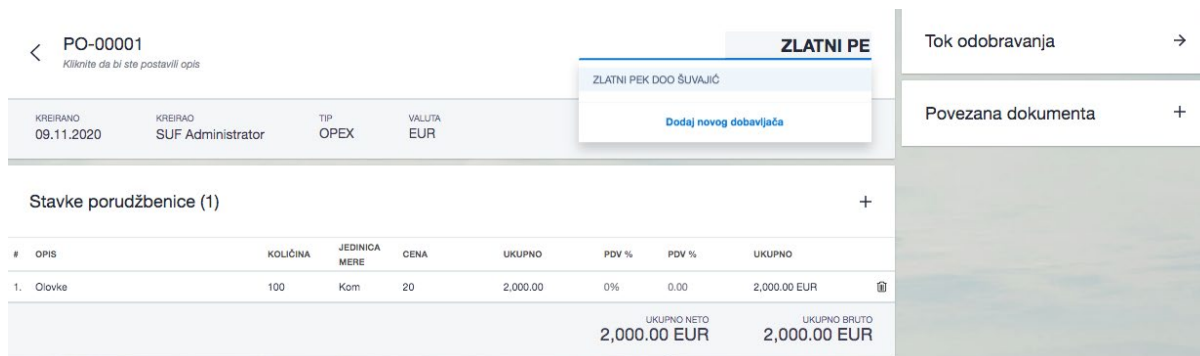 PO-00001
Kliknite da bi ste postavili opis
ZLATNI PE
ZLATNI PEK DOO ŠUVAJIĆ
Dodaj novog dobavljača
KREIRANO
09.11.2020
KREIRAO
SUF Administrator
TIP
OPEX
VALUTA
EUR
Tok odobravanja
Povezana dokumenta
Stavke porudžbenice (1)
# OPIS KOLIČINA JEDINICA MERE CENA UKUPNO PDV % PDV % UKUPNO
1. Olovke 100 Kom 20 2,000.00 0% 0.00 2,000.00 EUR
UKUPNO NETO
2,000.00 EUR
UKUPNO BRUTO
2,000.00 EUR